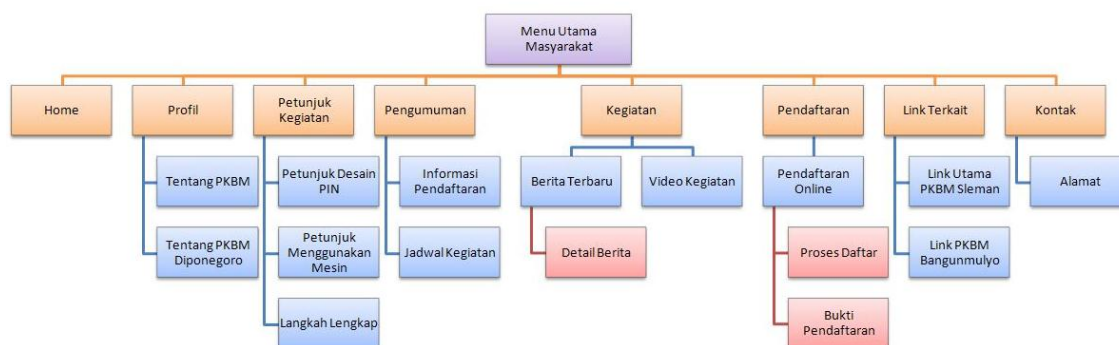 Menu Utama
Masyarakat
Home
Profil
Petunjuk
Kegiatan
Pengumuman
Kegiatan
Pendaftaran
Link Terkait
Kontak
Tentang PKBM
Petunjuk Desain
PIN
Informasi
Pendaftaran
Berita Terbaru
Video Kegiatan
Pendaftaran
Online
Link Utama
PKBM Sleman
Alamat
Tentang PKBM
Diponegoro
Petunjuk
Menggunakan
Mesin
Jadwal Kegiatan
Detail Berita
Proses Daftar
Link PKBM
Bangunmulyo
Langkah Lengkap
Bukti
Pendaftaran